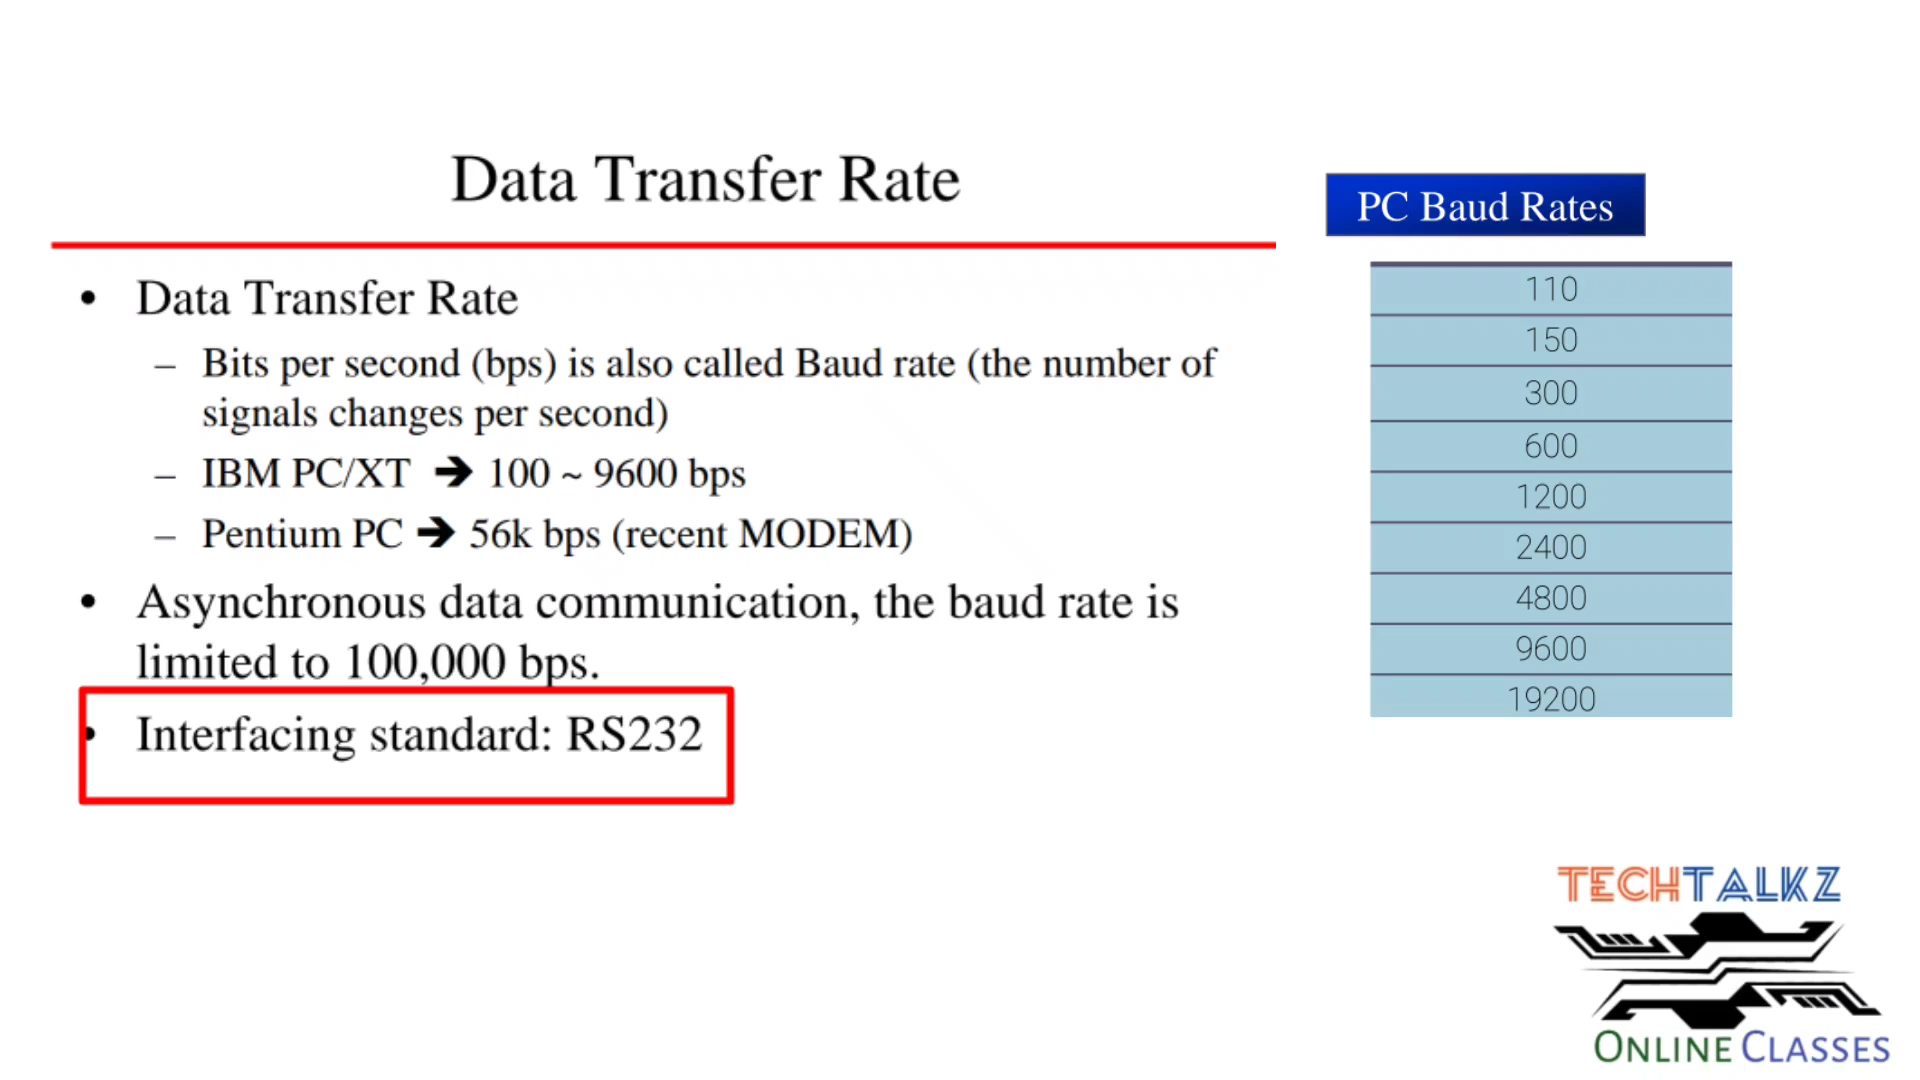 Data Transfer Rate
• Data Transfer Rate
– Bits per second (bps) is also called Baud rate (the number of
signals changes per second)
– IBM PC/XT ➔ 100 ~ 9600 bps
– Pentium PC ➔ 56k bps (recent MODEM)
• Asynchronous data communication, the baud rate is
limited to 100,000 bps.
• Interfacing standard: RS232
PC Baud Rates
110
150
300
600
1200
2400
4800
9600
19200
TECHTALKZ
ONLINE CLASSES